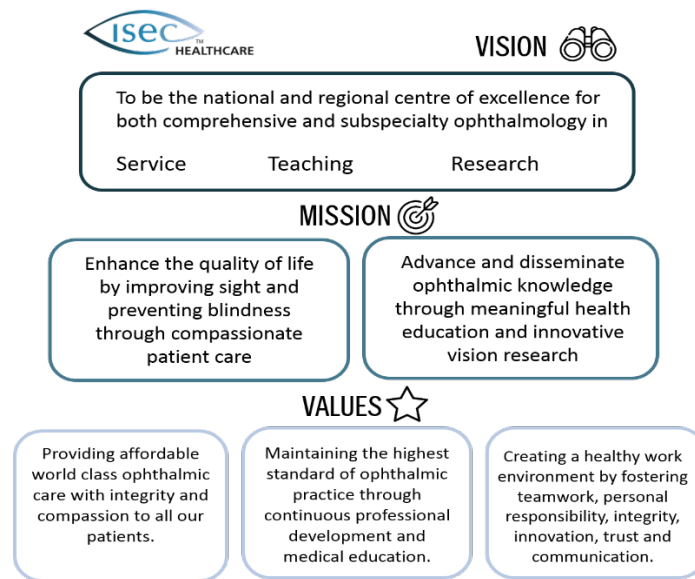 isec™
HEALTHCARE
VISION
To be the national and regional centre of excellence for
both comprehensive and subspecialty ophthalmology in
Service Teaching Research
MISSION
Enhance the quality of life
by improving sight and
preventing blindness
through compassionate
patient care
Advance and disseminate
ophthalmic knowledge
through meaningful health
education and innovative
vision research
VALUES
Providing affordable
world class ophthalmic
care with integrity and
compassion to all our
patients.
Maintaining the highest
standard of ophthalmic
practice through
continuous professional
development and
medical education.
Creating a healthy work
environment by fostering
teamwork, personal
responsibility, integrity,
innovation, trust and
communication.